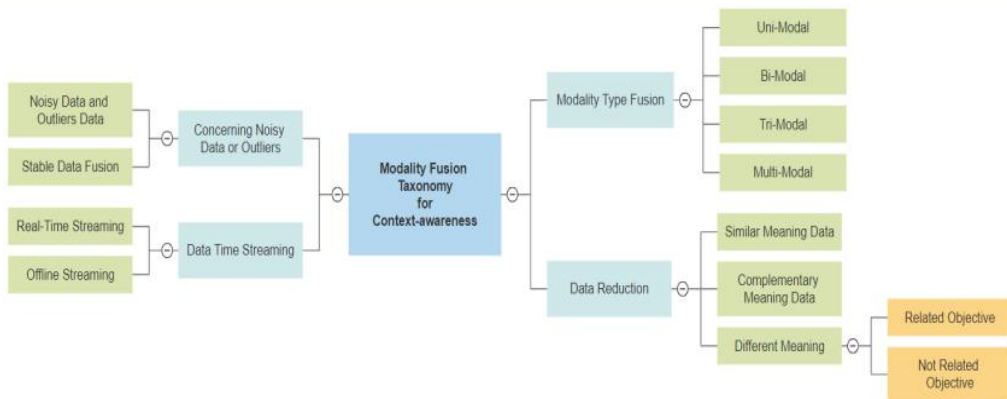 Noisy Data and
Outliers Data
Stable Data Fusion
Concerning Noisy
Data or Outliers
Real-Time Streaming
Offline Streaming
Data Time Streaming
Modality Fusion
Taxonomy
for
Context-awareness
Modality Type Fusion
Uni-Modal
Bi-Modal
Tri-Modal
Multi-Modal
Data Reduction
Similar Meaning Data
Complementary
Meaning Data
Different Meaning
Related Objective
Not Related
Objective